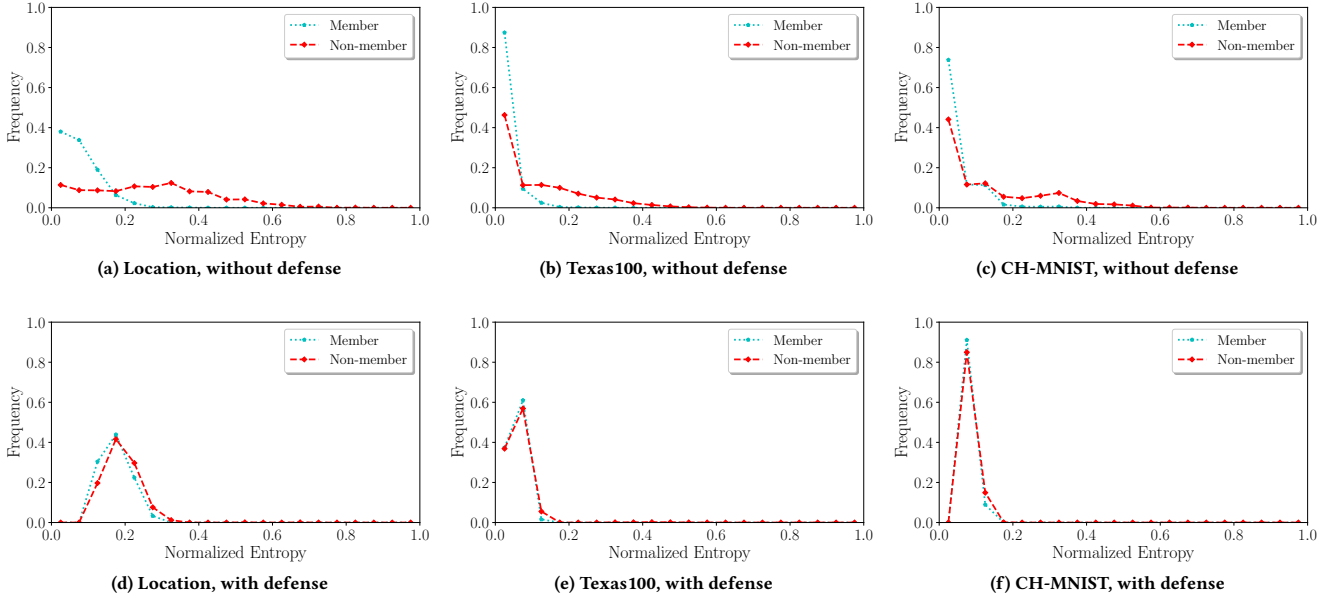 1.0
0.8
0.6
0.4
0.2
0.0
Frequency
Member
Non-member
0.0 0.2 0.4 0.6 0.8 1.0
Normalized Entropy
(a) Location, without defense
1.0
0.8
0.6
0.4
0.2
0.0
Frequency
Member
Non-member
0.0 0.2 0.4 0.6 0.8 1.0
Normalized Entropy
(b) Texas100, without defense
1.0
0.8
0.6
0.4
0.2
0.0
Frequency
Member
Non-member
0.0 0.2 0.4 0.6 0.8 1.0
Normalized Entropy
(c) CH-MNIST, without defense
1.0
0.8
0.6
0.4
0.2
0.0
Frequency
Member
Non-member
0.0 0.2 0.4 0.6 0.8 1.0
Normalized Entropy
(d) Location, with defense
1.0
0.8
0.6
0.4
0.2
0.0
Frequency
Member
Non-member
0.0 0.2 0.4 0.6 0.8 1.0
Normalized Entropy
(e) Texas100, with defense
1.0
0.8
0.6
0.4
0.2
0.0
Frequency
Member
Non-member
0.0 0.2 0.4 0.6 0.8 1.0
Normalized Entropy
(f) CH-MNIST, with defense